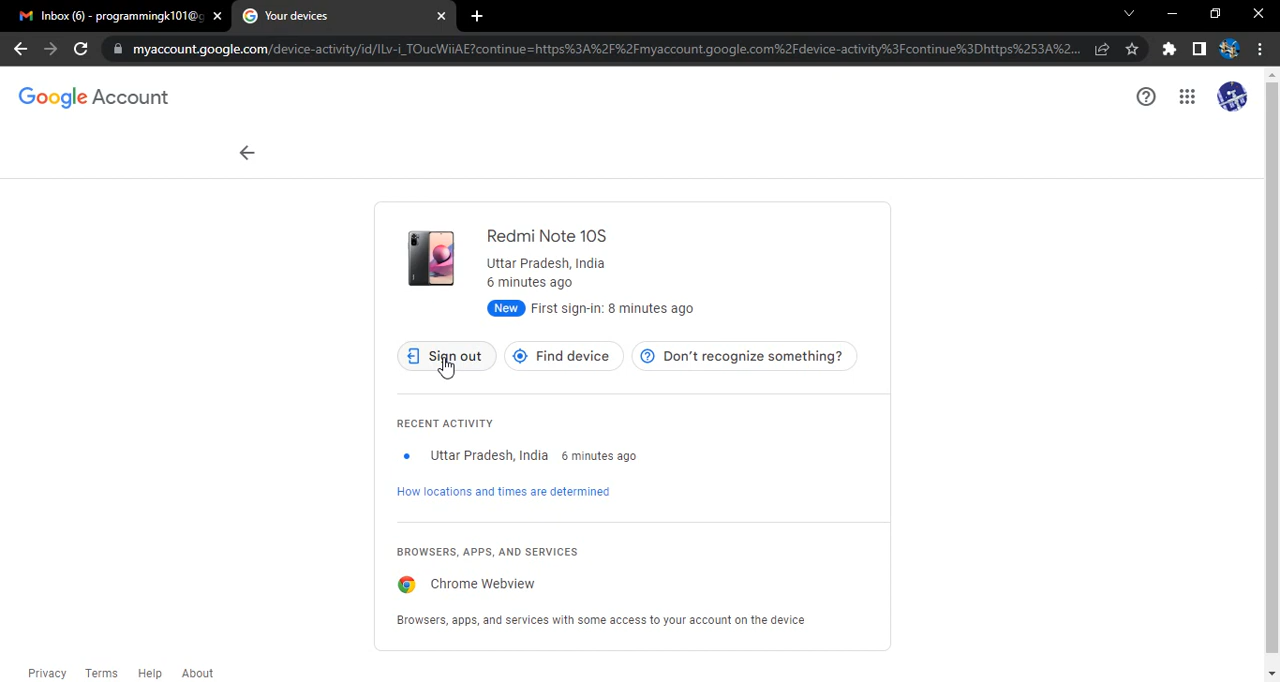 Inbox (6) - programmingk101@g
Your devices
myaccount.google.com/device-activity/id/ILv-i_TOucWiiAE?continue=https%3A%2F%2Fmyaccount.google.com%2Fdevice-activity%3Fcontinue%3Dhttps%253A%2...
Google Account
Redmi Note 10S
Uttar Pradesh, India
6 minutes ago
New First sign-in: 8 minutes ago
Sign out
Find device
Don't recognize something?
RECENT ACTIVITY
Uttar Pradesh, India 6 minutes ago
How locations and times are determined
BROWSERS, APPS, AND SERVICES
Chrome Webview
Browsers, apps, and services with some access to your account on the device
Privacy Terms Help About